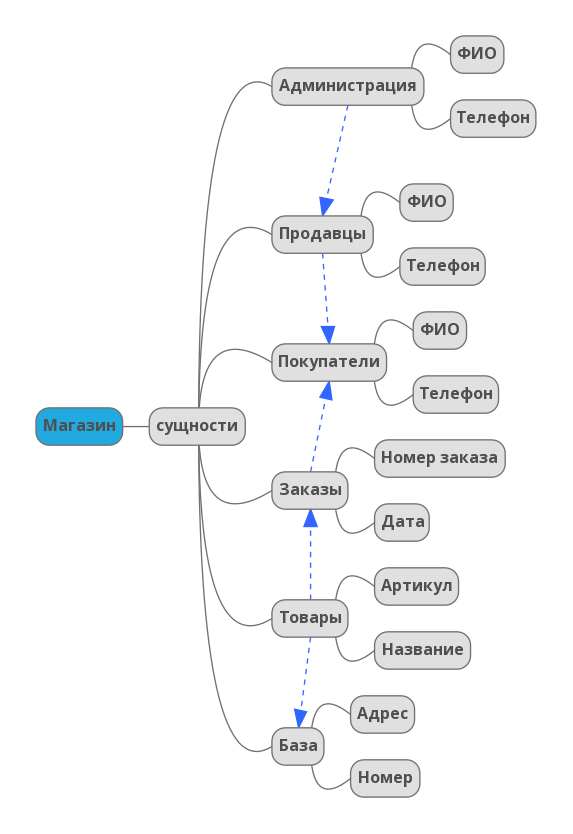 Магазин
сущности
Администрация
ФИО
Телефон
Продавцы
ФИО
Телефон
Покупатели
ФИО
Телефон
Заказы
Номер заказа
Дата
Товары
Артикул
Название
База
Адрес
Номер